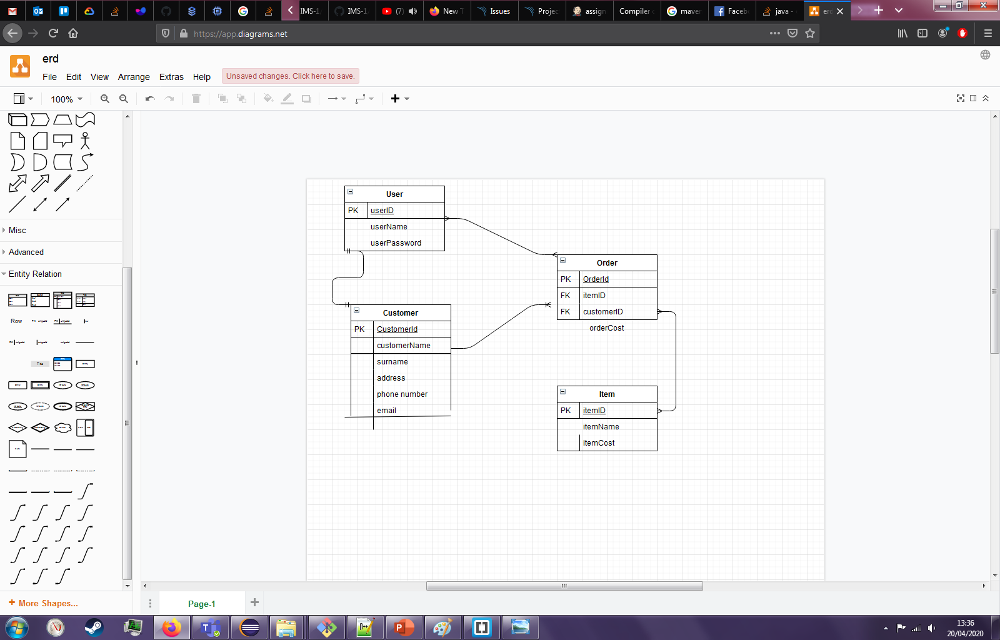 IMS-1
IMS-1
(7)
New T
Issues
Projec
assign
Compiler
maver
Faceb
java -
erd
https://app.diagrams.net
erd
File Edit View Arrange Extras Help
Unsaved changes. Click here to save.
100%
Misc
Advanced
Entity Relation
Row
Title
More Shapes...
User
PK userID
userName
userPassword
Order
PK OrderId
FK itemID
FK customerID
orderCost
Customer
PK CustomerId
customerName
surname
address
phone number
email
Item
PK itemID
itemName
itemCost
Page-1
13:36
20/04/2020